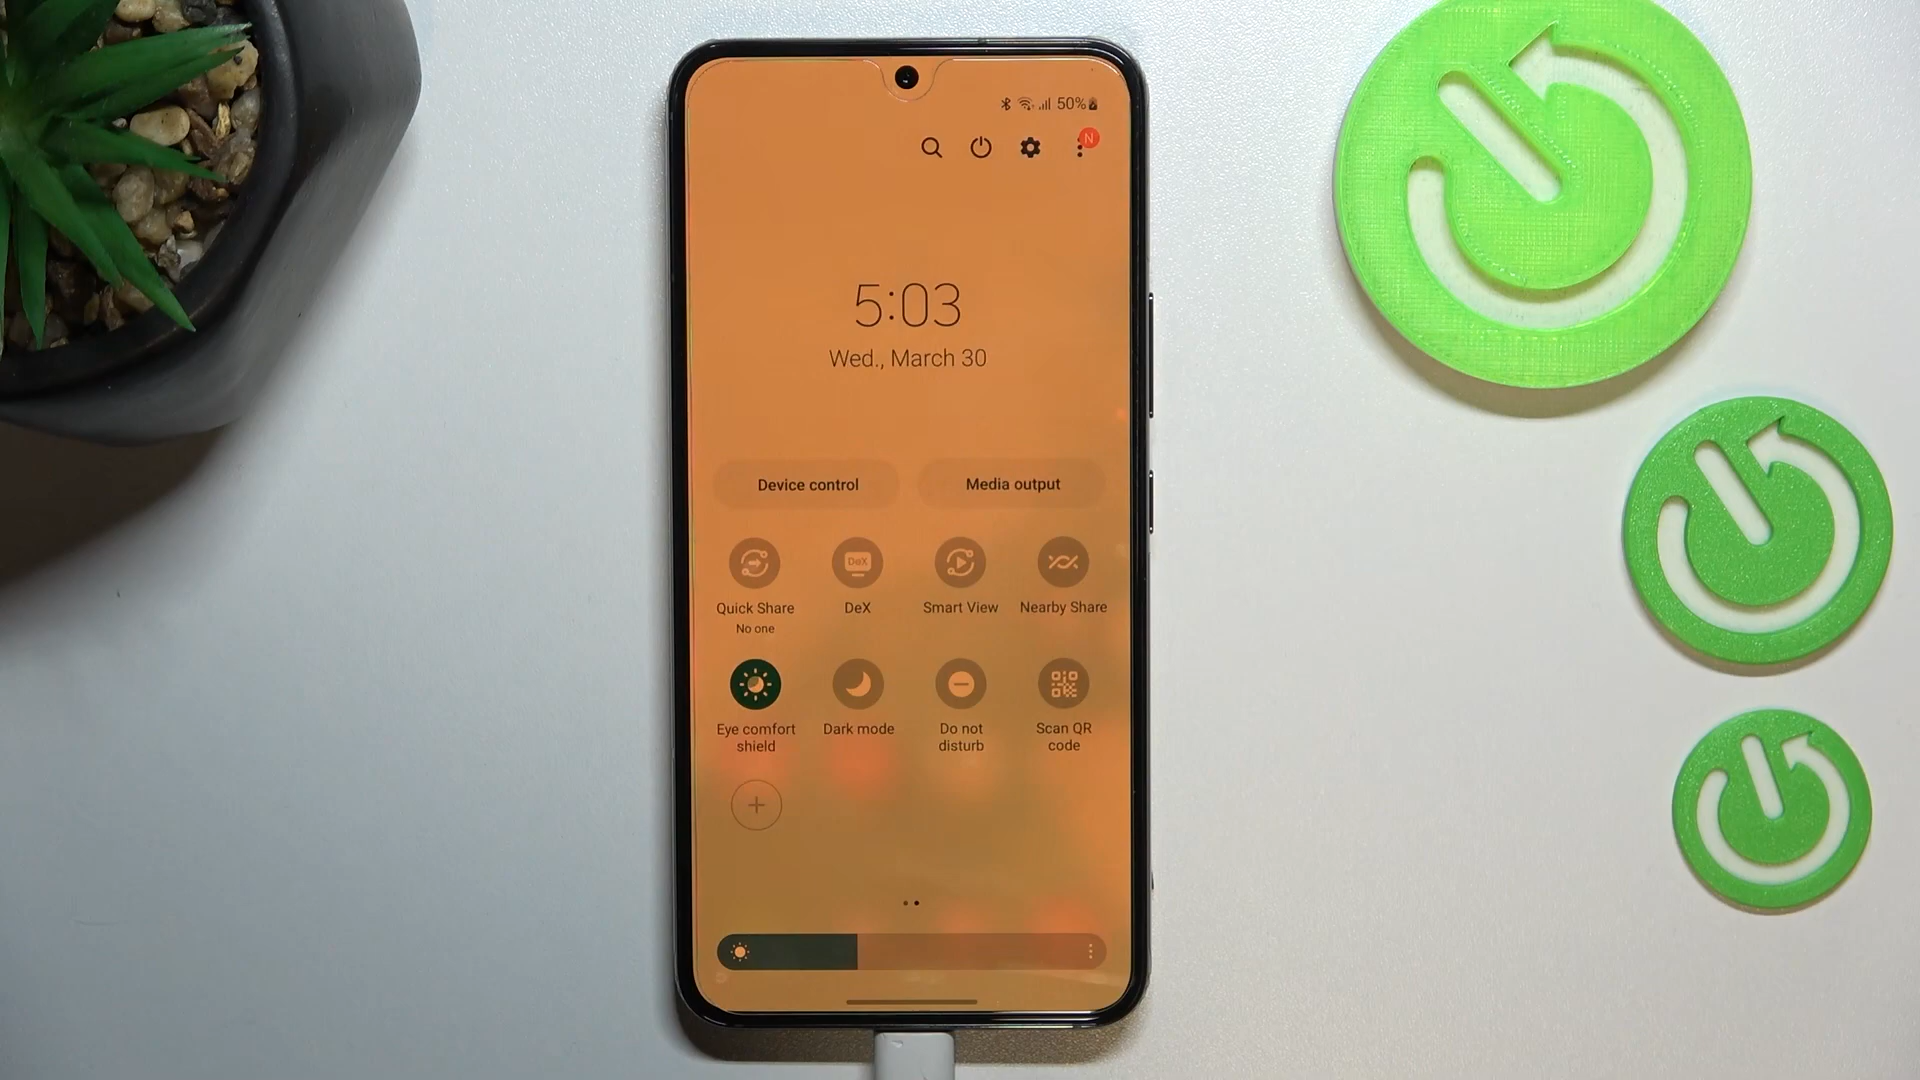 50%
N
5:03
Wed., March 30
Device control Media output
Quick Share DeX Smart View Nearby Share
No one
DeX
Eye comfort shield Dark mode Do not disturb Scan QR code